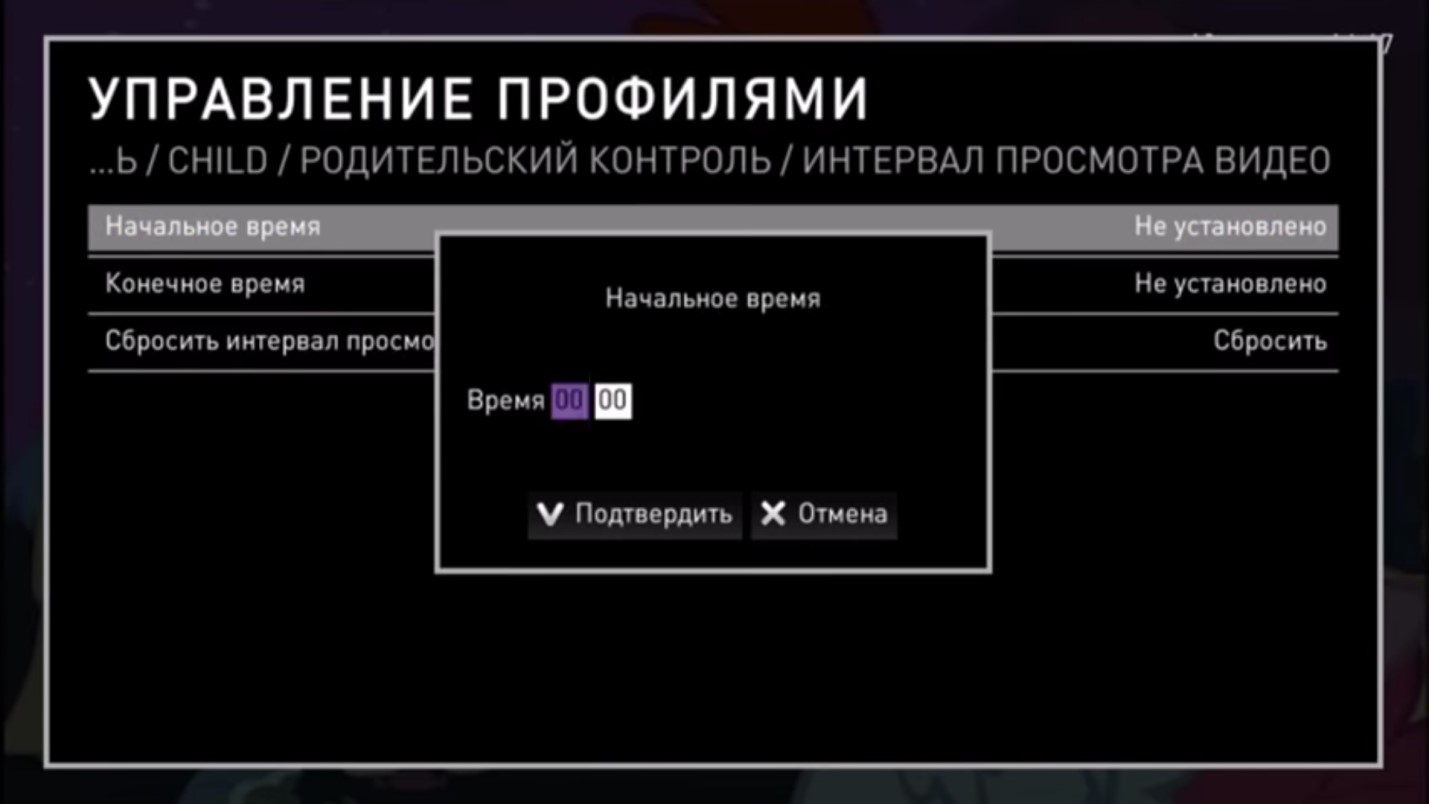 УПРАВЛЕНИЕ ПРОФИЛЯМИ
...Ь / CHILD / РОДИТЕЛЬСКИЙ КОНТРОЛЬ / ИНТЕРВАЛ ПРОСМОТРА ВИДЕО
Начальное время Не установлено
Конечное время Не установлено
Сбросить интервал просмо Сбросить
Начальное время
Время 00 00
Подтвердить Отмена